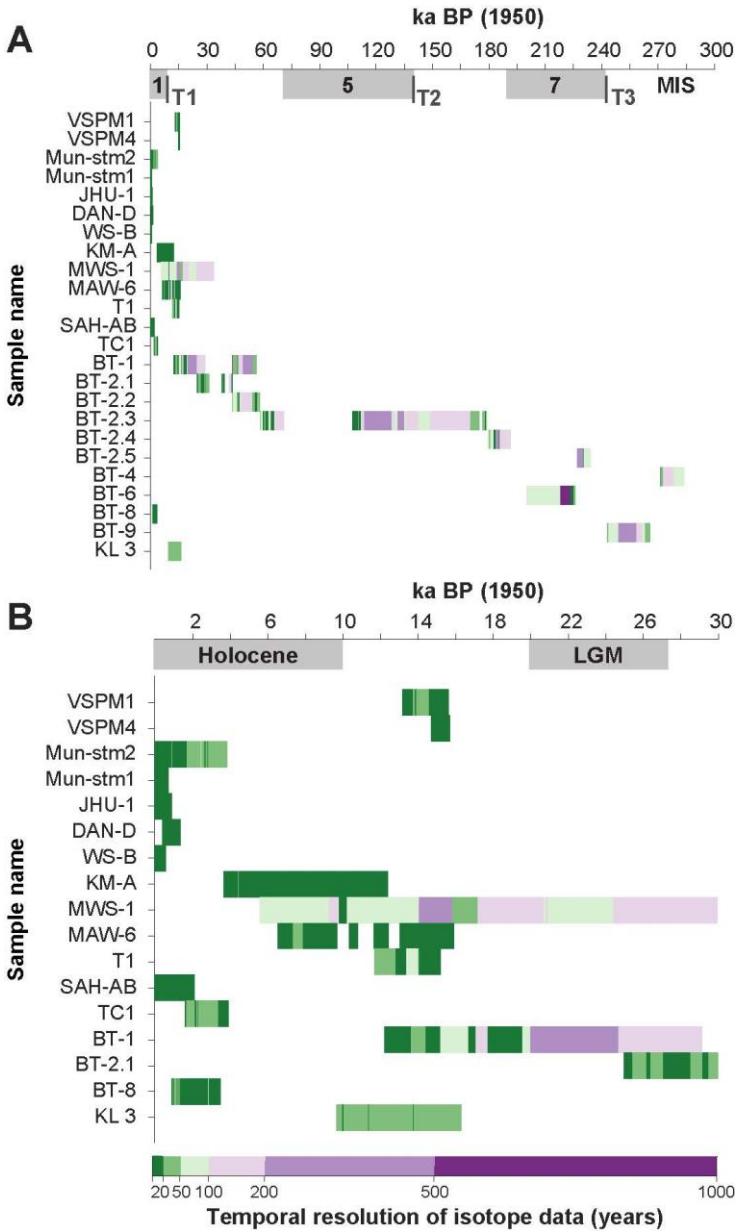 A
ka BP (1950)
0 30 60 90 120 150 180 210 240 270 300
1 T1 5 T2 7 T3 MIS
Sample name
VSPM1
VSPM4
Mun-stm2
Mun-stm1
JHU-1
DAN-D
WS-B
KM-A
MWS-1
MAW-6
T1
SAH-AB
TC1
BT-1
BT-2.1
BT-2.2
BT-2.3
BT-2.4
BT-2.5
BT-4
BT-6
BT-8
BT-9
KL 3
B
ka BP (1950)
2 6 10 14 18 22 26 30
Holocene LGM
Sample name
VSPM1
VSPM4
Mun-stm2
Mun-stm1
JHU-1
DAN-D
WS-B
KM-A
MWS-1
MAW-6
T1
SAH-AB
TC1
BT-1
BT-2.1
BT-8
KL 3
20 50 100 200 500 1000
Temporal resolution of isotope data (years)